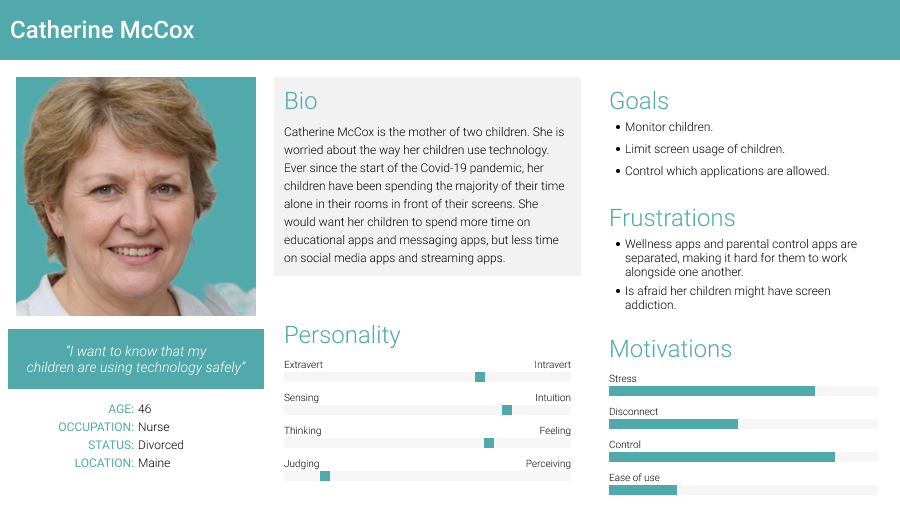 Catherine McCox
“I want to know that my
children are using technology safely”
AGE: 46
OCCUPATION: Nurse
STATUS: Divorced
LOCATION: Maine
Bio
Catherine McCox is the mother of two children. She is
worried about the way her children use technology.
Ever since the start of the Covid-19 pandemic, her
children have been spending the majority of their time
alone in their rooms in front of their screens. She
would want her children to spend more time on
educational apps and messaging apps, but less time
on social media apps and streaming apps.
Personality
Extravert Intravert
Sensing Intuition
Thinking Feeling
Judging Perceiving
Goals
• Monitor children.
• Limit screen usage of children.
• Control which applications are allowed.
Frustrations
• Wellness apps and parental control apps are
separated, making it hard for them to work
alongside one another.
• Is afraid her children might have screen
addiction.
Motivations
Stress
Disconnect
Control
Ease of use